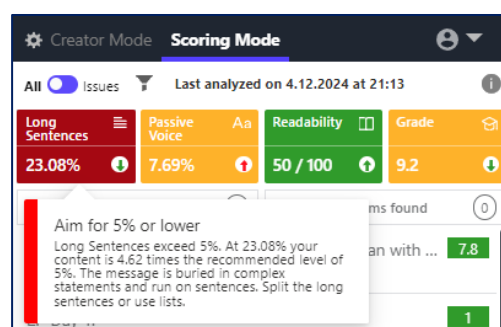 Creator Mode Scoring Mode
All Issues Last analyzed on 4.12.2024 at 21:13
Long Sentences
23.08%
Passive Voice Aa
7.69%
Readability
50 / 100
Grade
9.2
ms found 0
Aim for 5% or lower
Long Sentences exceed 5%. At 23.08% your
content is 4.62 times the recommended level of
5%. The message is buried in complex
statements and run on sentences. Split the long
sentences or use lists.
an with ... 7.8
1